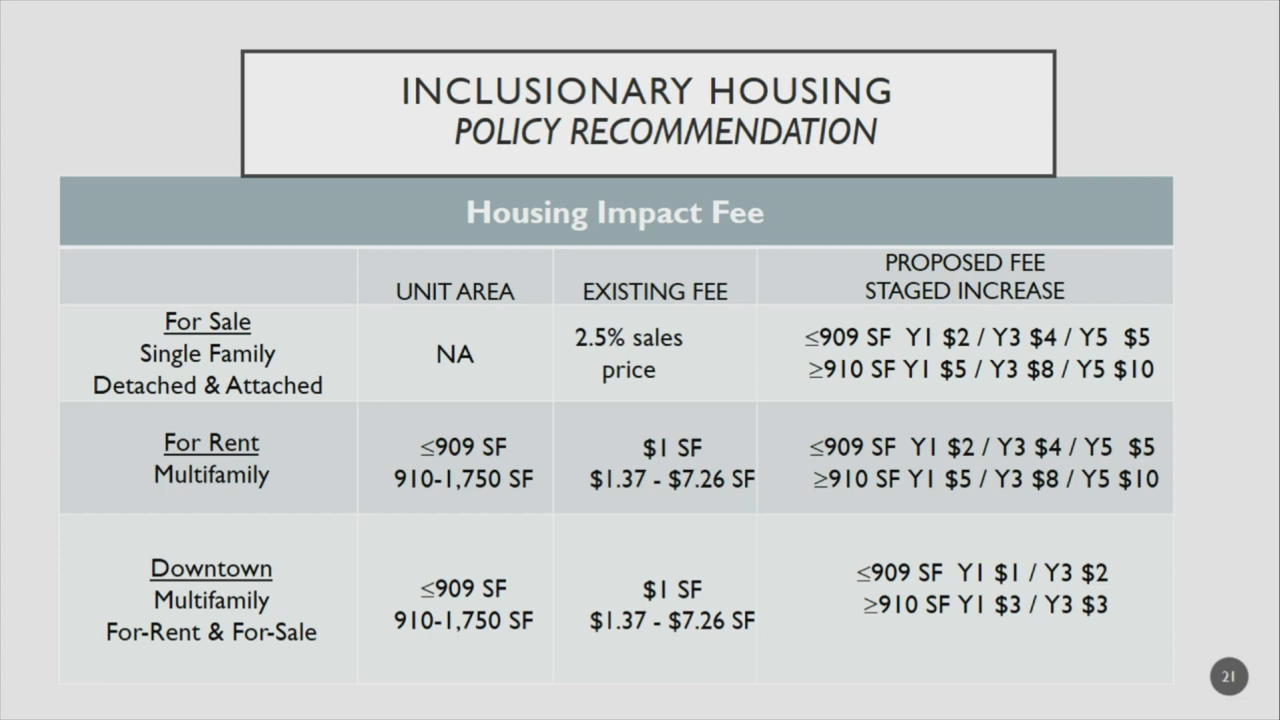 INCLUSIONARY HOUSING
POLICY RECOMMENDATION
Housing Impact Fee
UNIT AREA
EXISTING FEE
PROPOSED FEE
STAGED INCREASE
For Sale
Single Family
Detached & Attached
NA
2.5% sales
price
≤909 SF Y1 $2 / Y3 $4 / Y5 $5
≥910 SF Y1 $5 / Y3 $8 / Y5 $10
For Rent
Multifamily
≤909 SF
910-1,750 SF
$1 SF
$1.37 - $7.26 SF
≤909 SF Y1 $2 / Y3 $4 / Y5 $5
≥910 SF Y1 $5 / Y3 $8 / Y5 $10
Downtown
Multifamily
For-Rent & For-Sale
≤909 SF
910-1,750 SF
$1 SF
$1.37 - $7.26 SF
≤909 SF Y1 $1 / Y3 $2
≥910 SF Y1 $3 / Y3 $3
21